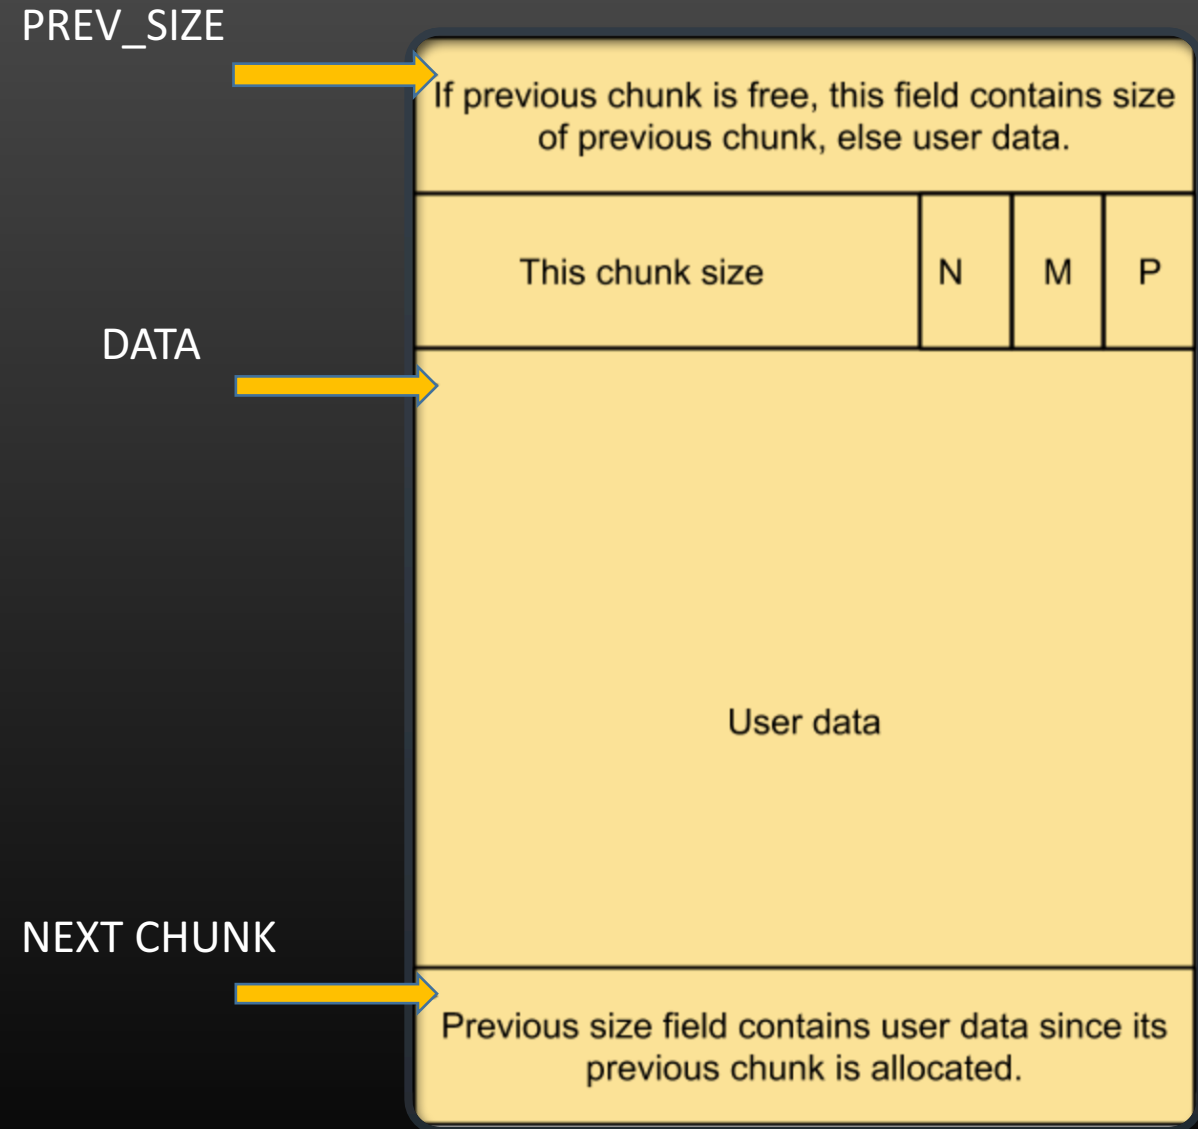 PREV_SIZE
If previous chunk is free, this field contains size
of previous chunk, else user data.
This chunk size
N
M
P
DATA
User data
NEXT CHUNK
Previous size field contains user data since its
previous chunk is allocated.